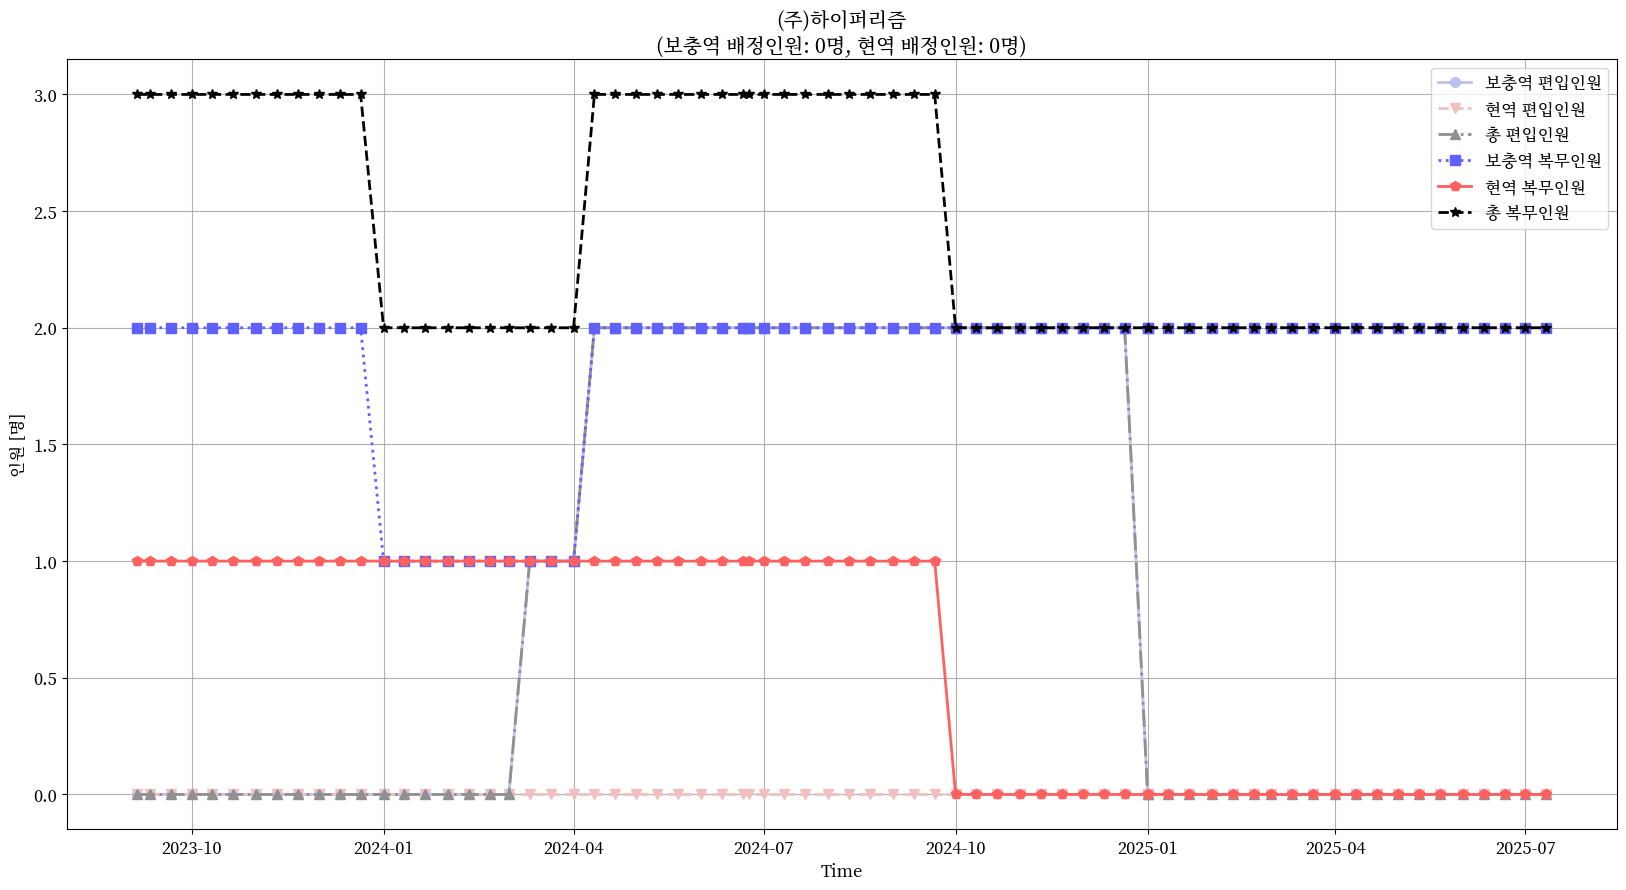 (주)하이퍼리즘
(보충역 배정인원: 0명, 현역 배정인원: 0명)
보충역 편입인원
현역 편입인원
총 편입인원
보충역 복무인원
현역 복무인원
총 복무인원
인원 [명]
3.0
2.5
2.0
1.5
1.0
0.5
0.0
2023-10
2024-01
2024-04
2024-07
2024-10
2025-01
2025-04
2025-07
Time